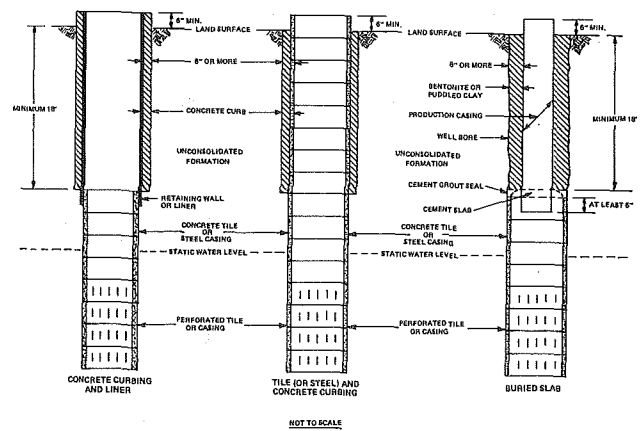 6" MIN.
LAND SURFACE
6" MIN.
LAND SURFACE
6" MIN.
6" OR MORE
6" OR MORE
BENTONITE OR
PUDDLED CLAY
MINIMUM 18'
CONCRETE CURB
PRODUCTION CASING
MINIMUM 18'
WELL BORE
UNCONSOLIDATED
FORMATION
UNCONSOLIDATED
FORMATION
CEMENT GROUT SEAL
RETAINING WALL
OR LINER
CEMENT SLAB
AT LEAST 6"
CONCRETE TILE
OR
STEEL CASING
CONCRETE TILE
OR
STEEL CASING
STATIC WATER LEVEL
STATIC WATER LEVEL
PERFORATED TILE
OR CASING
PERFORATED TILE
OR CASING
CONCRETE CURBING
AND LINER
TILE (OR STEEL) AND
CONCRETE CURBING
BURIED SLAB
NOT TO SCALE